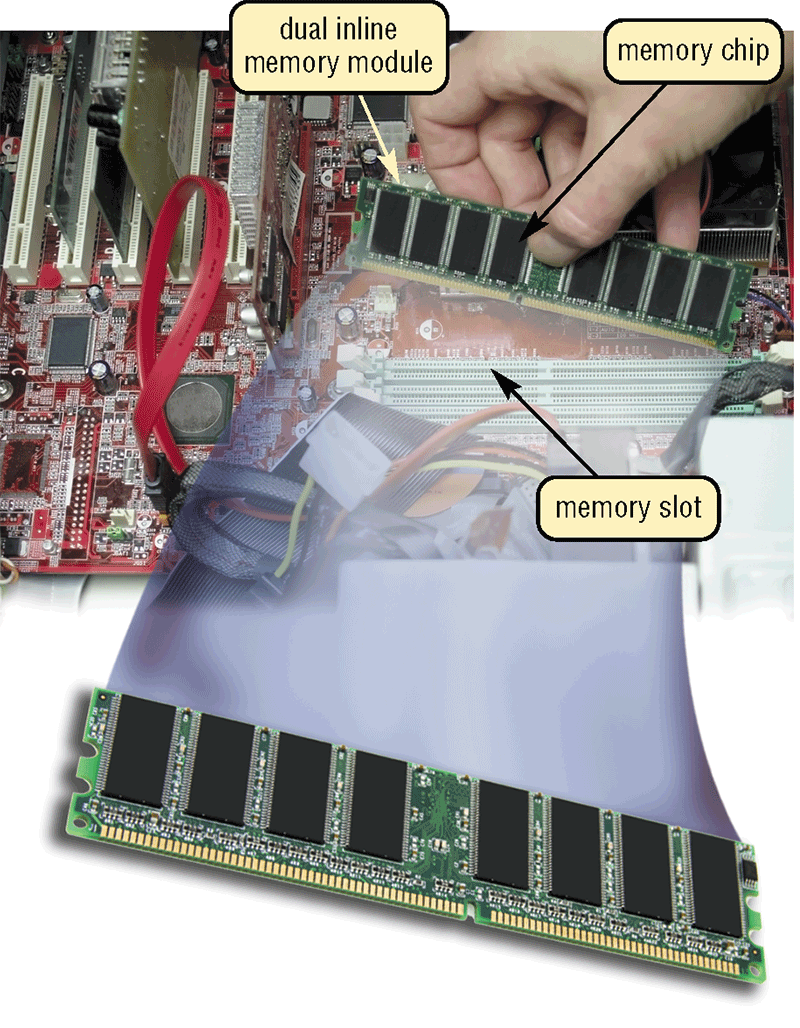 dual inline
memory module
memory chip
memory slot